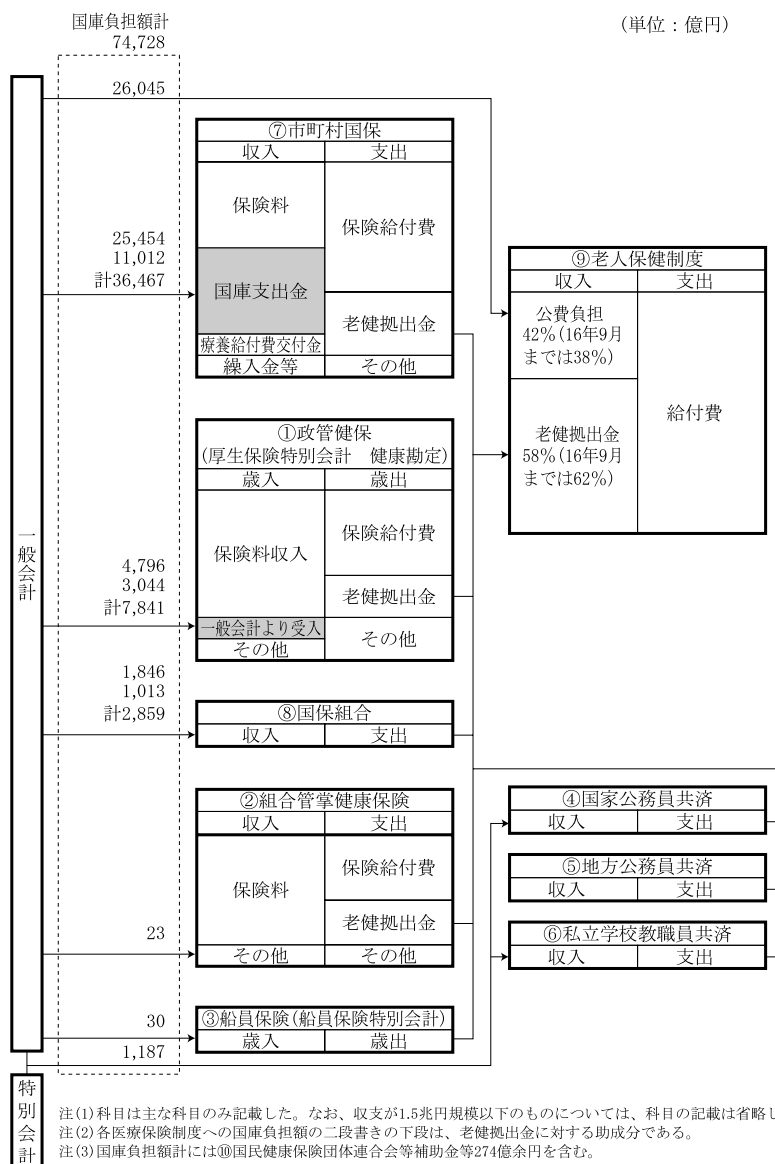 国庫負担額計
74,728
(単位：億円)
26,045
⑦市町村国保
収入 支出
保険料
保険給付費
25,454
11,012
計36,467
国庫支出金
老健拠出金
療養給付費交付金
繰入金等 その他
⑨老人保健制度
収入 支出
公費負担
42%(16年9月
までは38%)
給付費
老健拠出金
58%(16年9月
までは62%)
①政管健保
(厚生保険特別会計　健康勘定)
歳入 歳出
保険料収入
保険給付費
4,796
3,044
計7,841
老健拠出金
一般会計より受入
その他
その他
一般会計
1,846
1,013
計2,859
⑧国保組合
収入 支出
②組合管掌健康保険
収入 支出
保険料
保険給付費
老健拠出金
23
その他 その他
④国家公務員共済
収入 支出
⑤地方公務員共済
収入 支出
⑥私立学校教職員共済
収入 支出
30
③船員保険(船員保険特別会計)
歳入 歳出
1,187
特別会計
注(1)科目は主な科目のみ記載した。なお、収支が1.5兆円規模以下のものについては、科目の記載は省略し
注(2)各医療保険制度への国庫負担額の二段書きの下段は、老健拠出金に対する助成分である。
注(3)国庫負担額計には⑩国民健康保険団体連合会等補助金等274億余円を含む。